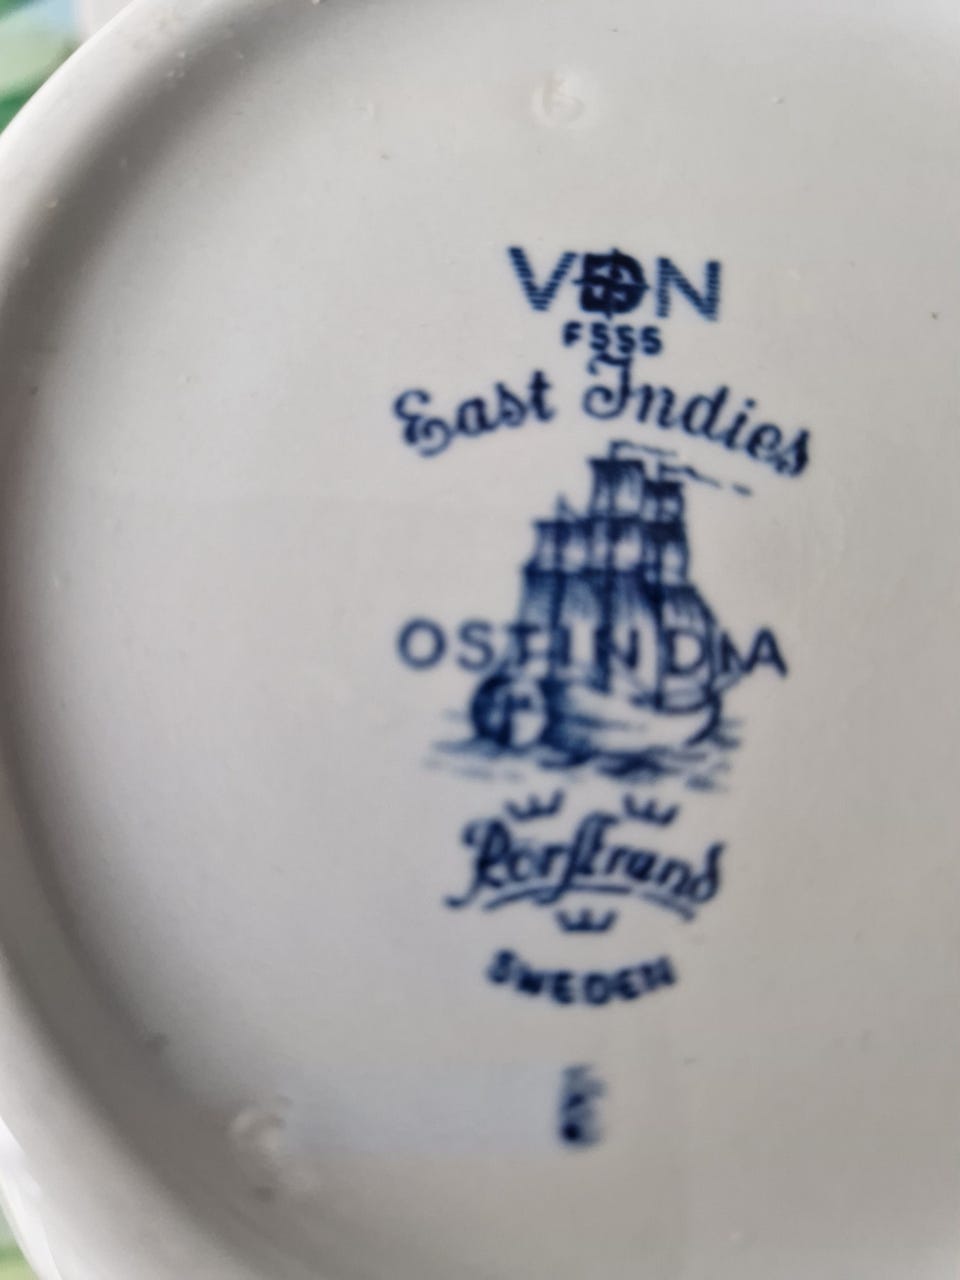 VDN
FSSS
East Indies
OSTINDIA
Rörstrand
SWEDEN